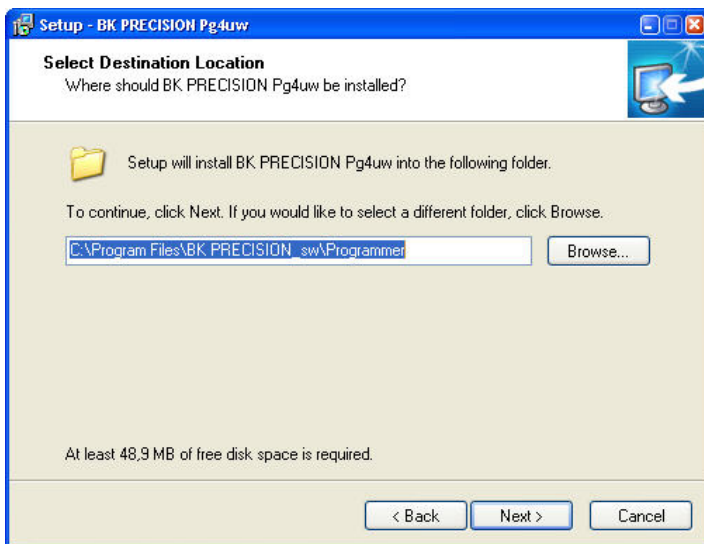 Setup - BK PRECISION Pg4uw
Select Destination Location
Where should BK PRECISION Pg4uw be installed?
Setup will install BK PRECISION Pg4uw into the following folder.
To continue, click Next. If you would like to select a different folder, click Browse.
C:\Program Files\BK PRECISION_sw\Programmer
Browse...
At least 48,9 MB of free disk space is required.
< Back
Next >
Cancel